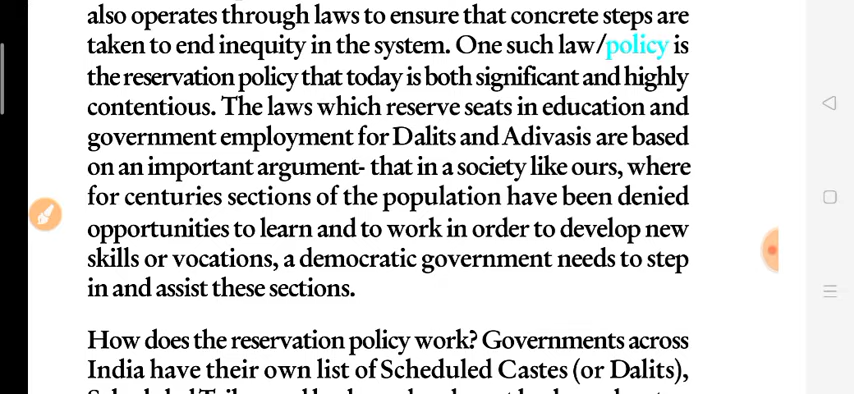 also operates through laws to ensure that concrete steps are
taken to end inequity in the system. One such law/policy is
the reservation policy that today is both significant and highly
contentious. The laws which reserve seats in education and
government employment for Dalits and Adivasis are based
on an important argument- that in a society like ours, where
for centuries sections of the population have been denied
opportunities to learn and to work in order to develop new
skills or vocations, a democratic government needs to step
in and assist these sections.
How does the reservation policy work? Governments across
India have their own list of Scheduled Castes (or Dalits),